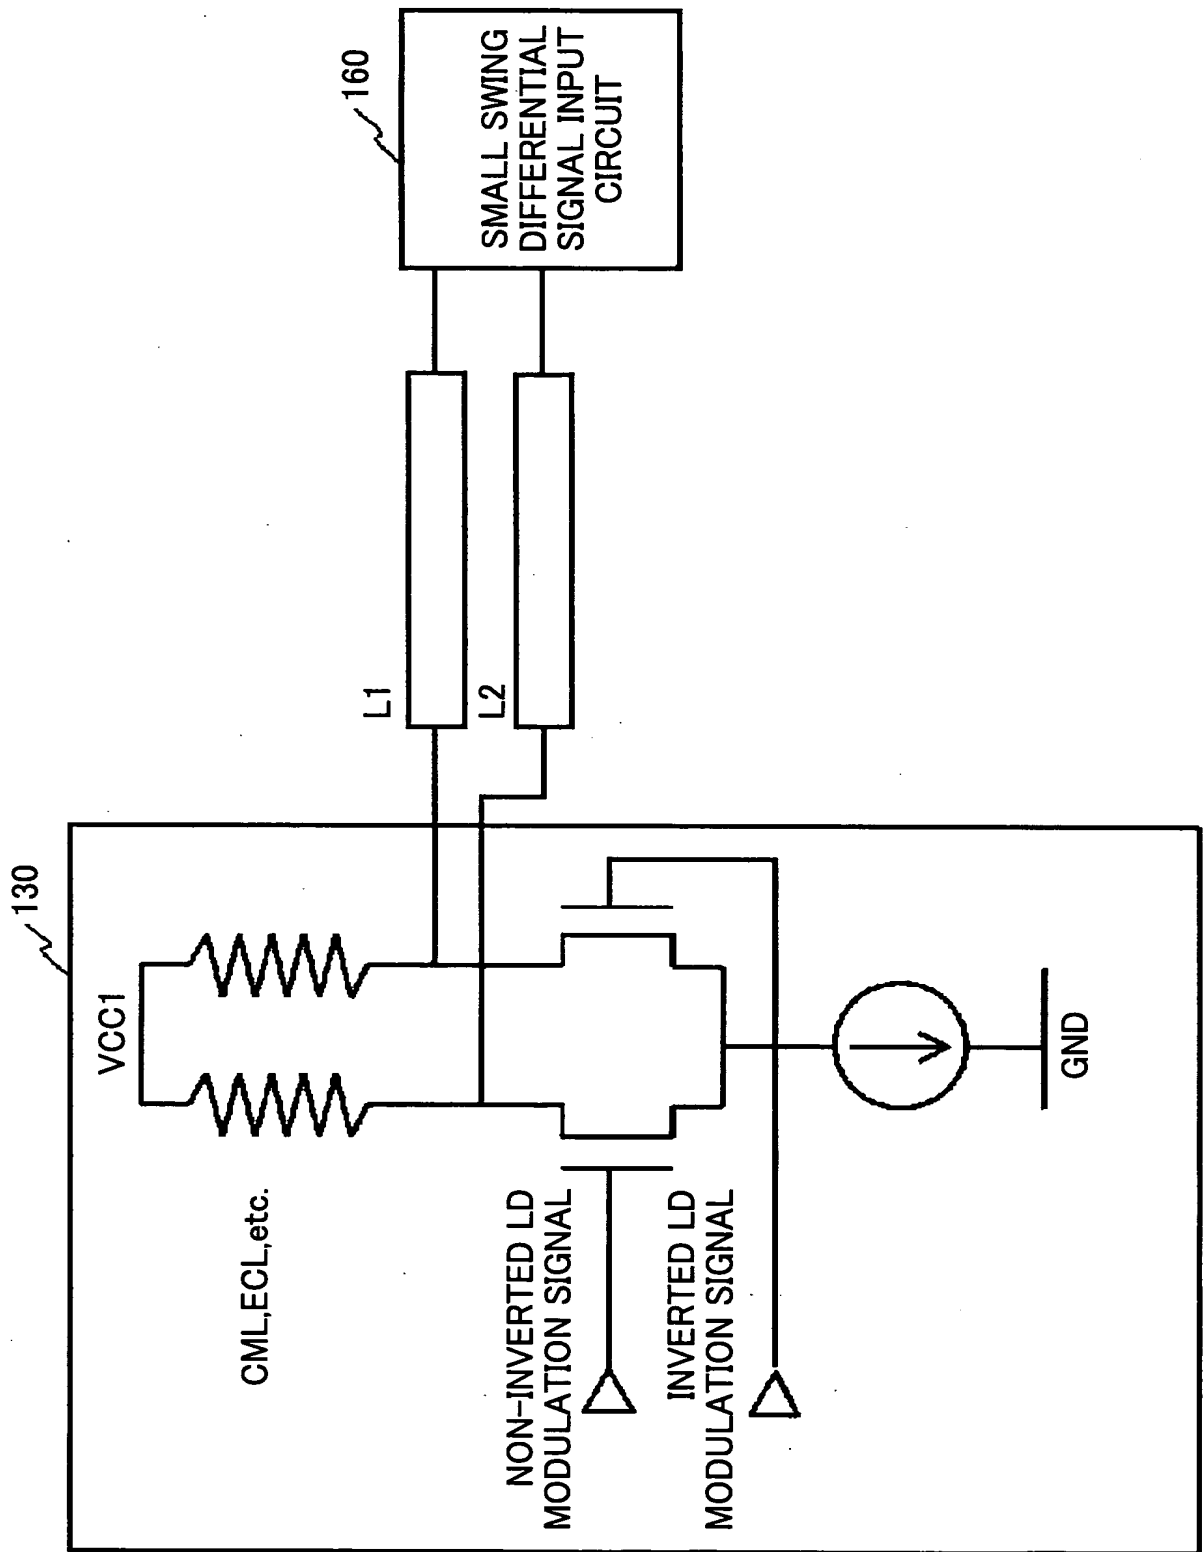 130
VCC1
CML,ECL,etc.
NON-INVERTED LD
MODULATION SIGNAL
INVERTED LD
MODULATION SIGNAL
GND
L1
L2
160
SMALL SWING
DIFFERENTIAL
SIGNAL INPUT
CIRCUIT